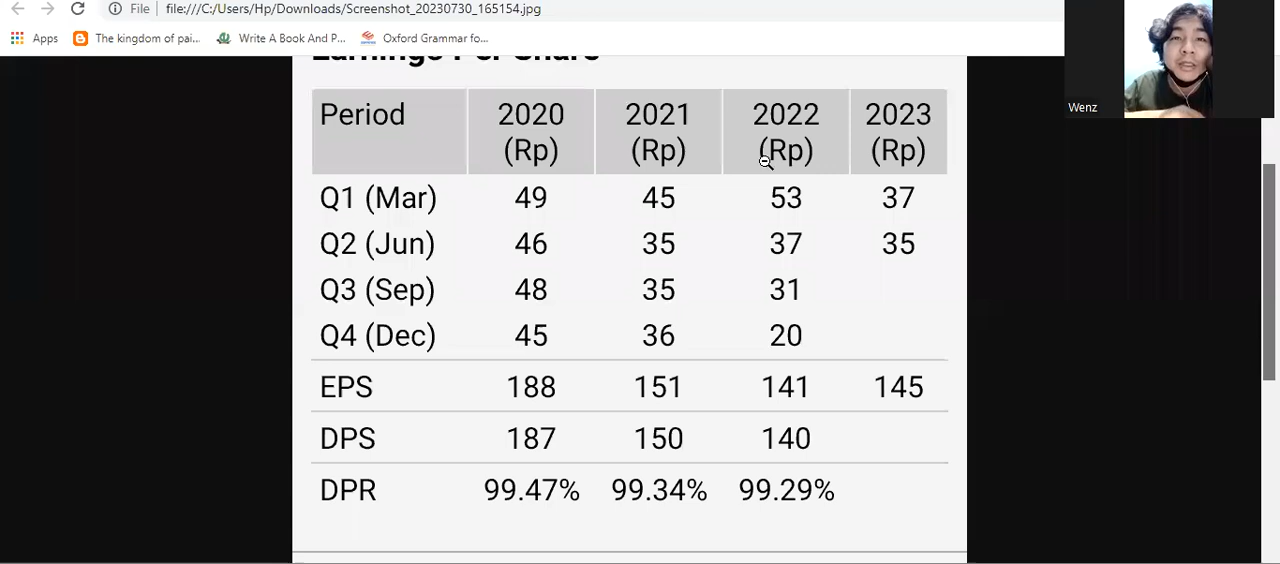 File file:///C:/Users/Hp/Downloads/Screenshot_20230730_165154.jpg
Apps The kingdom of pai... Write A Book And P... Oxford Grammar fo...
Wenz
Earnings Per Share
Period 2020 (Rp) 2021 (Rp) 2022 (Rp) 2023 (Rp)
Q1 (Mar) 49 45 53 37
Q2 (Jun) 46 35 37 35
Q3 (Sep) 48 35 31
Q4 (Dec) 45 36 20
EPS 188 151 141 145
DPS 187 150 140
DPR 99.47% 99.34% 99.29%